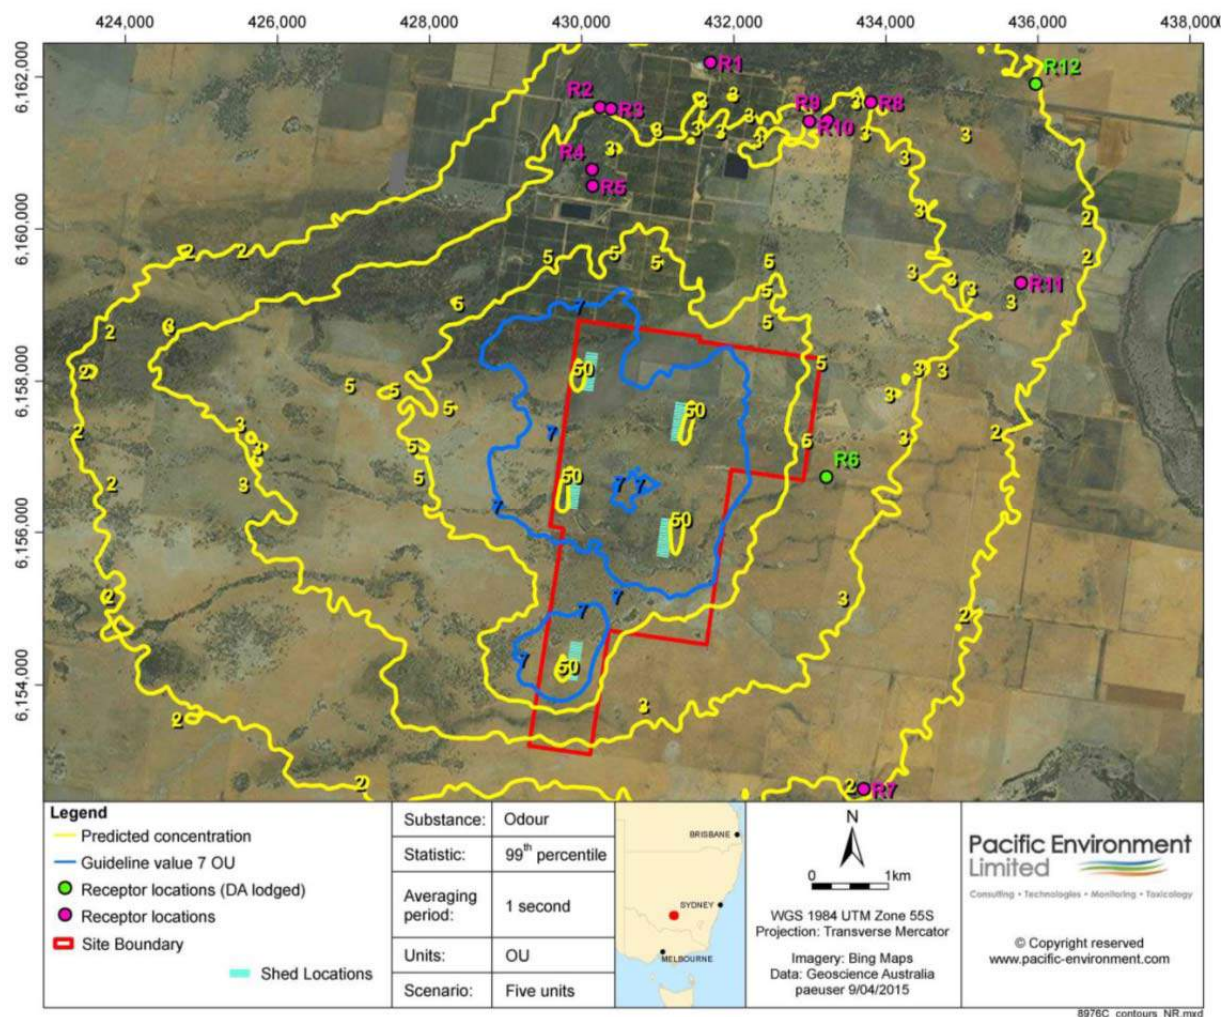 424,000 426,000 428,000 430,000 432,000 434,000 436,000 438,000
6,162,000
6,160,000
6,158,000
6,156,000
6,154,000
R1
R12
R2
R3
R9
R8
R10
R4
R5
R11
R6
R7
2
3
5
7
50
50
50
50
50
Legend
Predicted concentration
Guideline value 7 OU
Receptor locations (DA lodged)
Receptor locations
Site Boundary
Shed Locations
Substance: Odour
Statistic: 99th percentile
Averaging period: 1 second
Units: OU
Scenario: Five units
BRISBANE
SYDNEY
MELBOURNE
N
0 1km
WGS 1984 UTM Zone 55S
Projection: Transverse Mercator
Imagery: Bing Maps
Data: Geoscience Australia
paeuser 9/04/2015
Pacific Environment
Limited
Consulting • Technologies • Monitoring • Toxicology
© Copyright reserved
www.pacific-environment.com
8976C_contours_NR.mxd